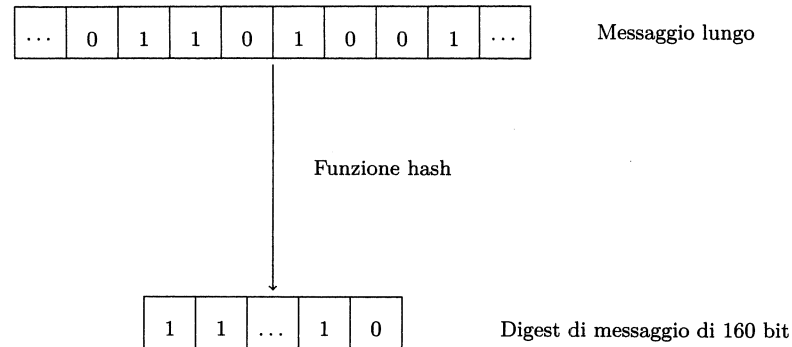 ... 0 1 1 0 1 0 0 1 ... Messaggio lungo
Funzione hash
1 1 ... 1 0 Digest di messaggio di 160 bit